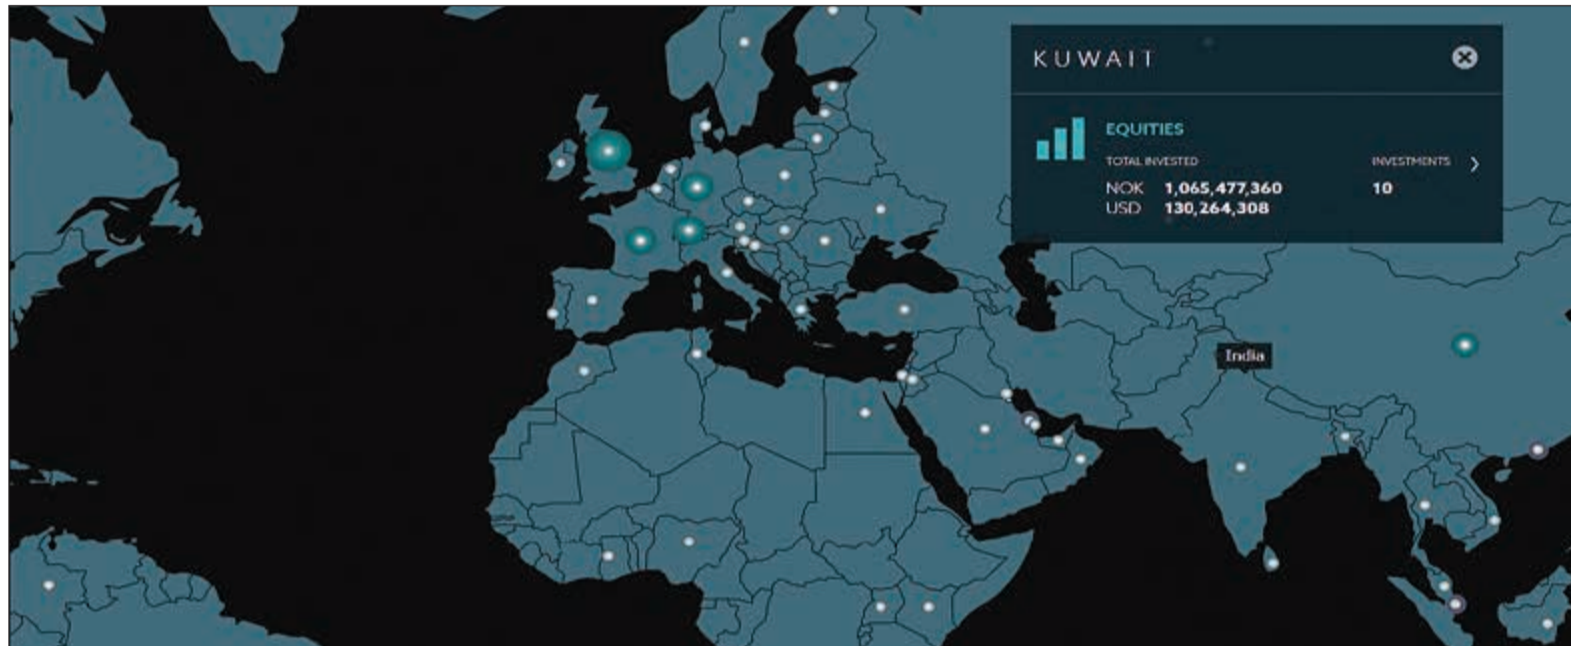 KUWAIT
EQUITIES
TOTAL INVESTED INVESTMENTS
NOK 1,065,477,360 10
USD 130,264,308
India